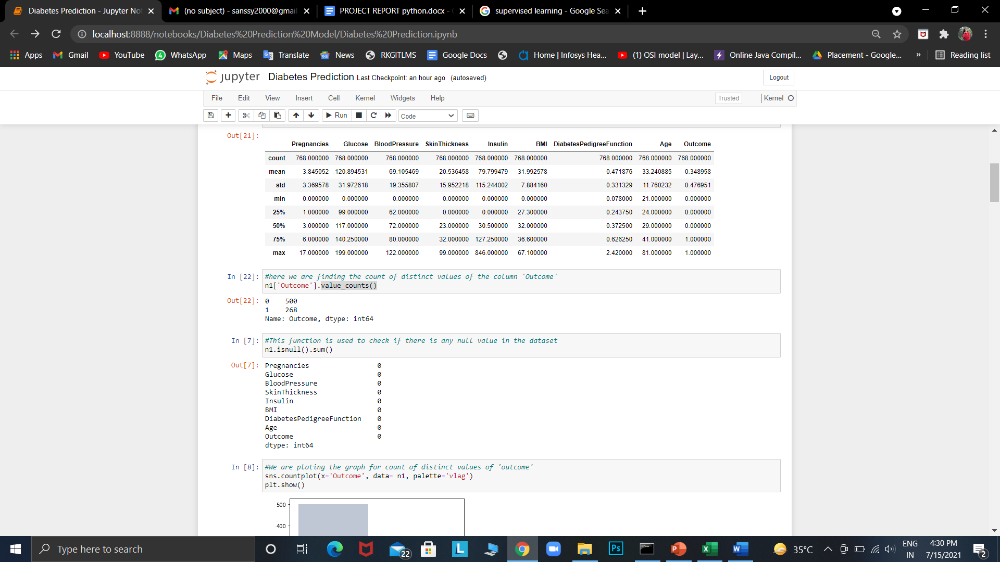 Diabetes Prediction - Jupyter Not
(no subject) - sanssy2000@gmail
PROJECT REPORT python.docx -
supervised learning - Google Sea
localhost:8888/notebooks/Diabetes%20Prediction%20Model/Diabetes%20Prediction.ipynb
Apps Gmail YouTube WhatsApp Maps Translate News RKGITLMS Google Docs Home | Infosys Hea... (1) OSI model | Lay... Online Java Compil... Placement - Google... » Reading list
jupyter Diabetes Prediction Last Checkpoint: an hour ago (autosaved) Logout
File Edit View Insert Cell Kernel Widgets Help Trusted Kernel
Run Code
Out[21]:
Pregnancies Glucose BloodPressure SkinThickness Insulin BMI DiabetesPedigreeFunction Age Outcome
count 768.000000 768.000000 768.000000 768.000000 768.000000 768.000000 768.000000 768.000000 768.000000
mean 3.845052 120.894531 69.105469 20.536458 79.799479 31.992578 0.471876 33.240885 0.348958
std 3.369578 31.972618 19.355807 15.952218 115.244002 7.884160 0.331329 11.760232 0.476951
min 0.000000 0.000000 0.000000 0.000000 0.000000 0.000000 0.078000 21.000000 0.000000
25% 1.000000 99.000000 62.000000 0.000000 0.000000 27.300000 0.243750 24.000000 0.000000
50% 3.000000 117.000000 72.000000 23.000000 30.500000 32.000000 0.372500 29.000000 0.000000
75% 6.000000 140.250000 80.000000 32.000000 127.250000 36.600000 0.626250 41.000000 1.000000
max 17.000000 199.000000 122.000000 99.000000 846.000000 67.100000 2.420000 81.000000 1.000000
In [22]: #here we are finding the count of distinct values of the column 'Outcome'
n1['Outcome'].value_counts()
Out[22]: 0 500
1 268
Name: Outcome, dtype: int64
In [7]: #This function is used to check if there is any null value in the dataset
n1.isnull().sum()
Out[7]: Pregnancies 0
Glucose 0
BloodPressure 0
SkinThickness 0
Insulin 0
BMI 0
DiabetesPedigreeFunction 0
Age 0
Outcome 0
dtype: int64
In [8]: #We are ploting the graph for count of distinct values of 'outcome'
sns.countplot(x='Outcome', data= n1, palette='vlag')
plt.show()
500
400
Type here to search
22
L
Ps
P
X
W
35°C
ENG
IN
4:30 PM
7/15/2021
2